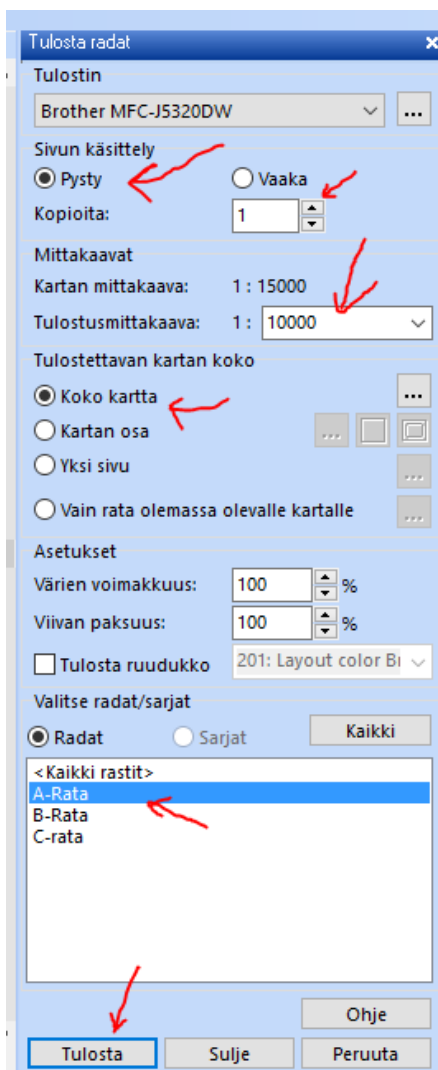 Tulosta radat
Tulostin
Brother MFC-J5320DW ...
Sivun käsittely
Pysty Vaaka
Kopioita: 1
Mittakaavat
Kartan mittakaava: 1 : 15000
Tulostusmittakaava: 1 : 10000
Tulostettavan kartan koko
Koko kartta ...
Kartan osa ...
Yksi sivu ...
Vain rata olemassa olevalle kartalle ...
Asetukset
Värien voimakkuus: 100 %
Viivan paksuus: 100 %
Tulosta ruudukko 201: Layout color
Valitse radat/sarjat
Radat Sarjat Kaikki
<Kaikki rastit>
A-Rata
B-Rata
C-rata
Ohje
Tulosta Sulje Peruuta